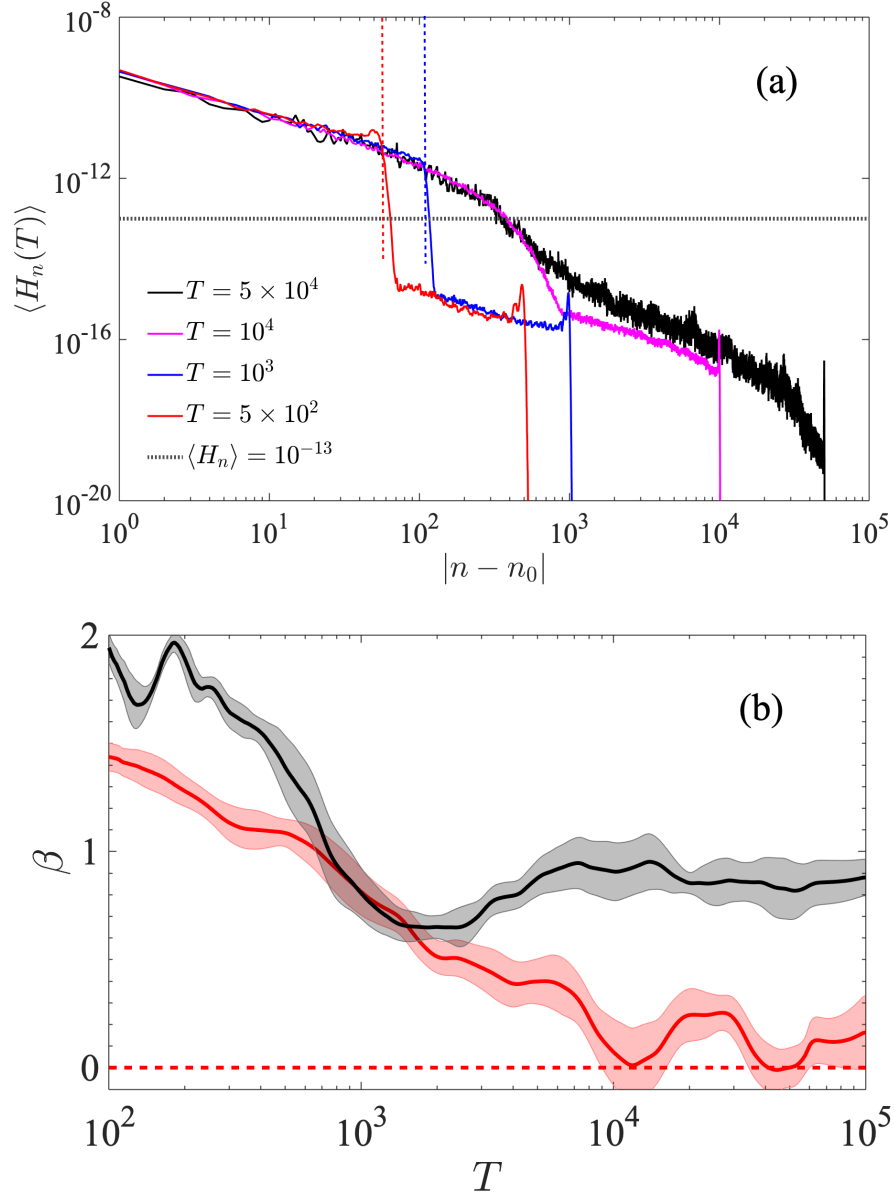 10^-8
(a)
10^-12
⟨H_n(T)⟩
T = 5 × 10^4
T = 10^4
10^-16
T = 10^3
T = 5 × 10^2
⟨H_n⟩ = 10^-13
10^-20
10^0 10^1 10^2 10^3 10^4 10^5
|n − n_0|
2
(b)
1
β
0
10^2 10^3 10^4 10^5
T